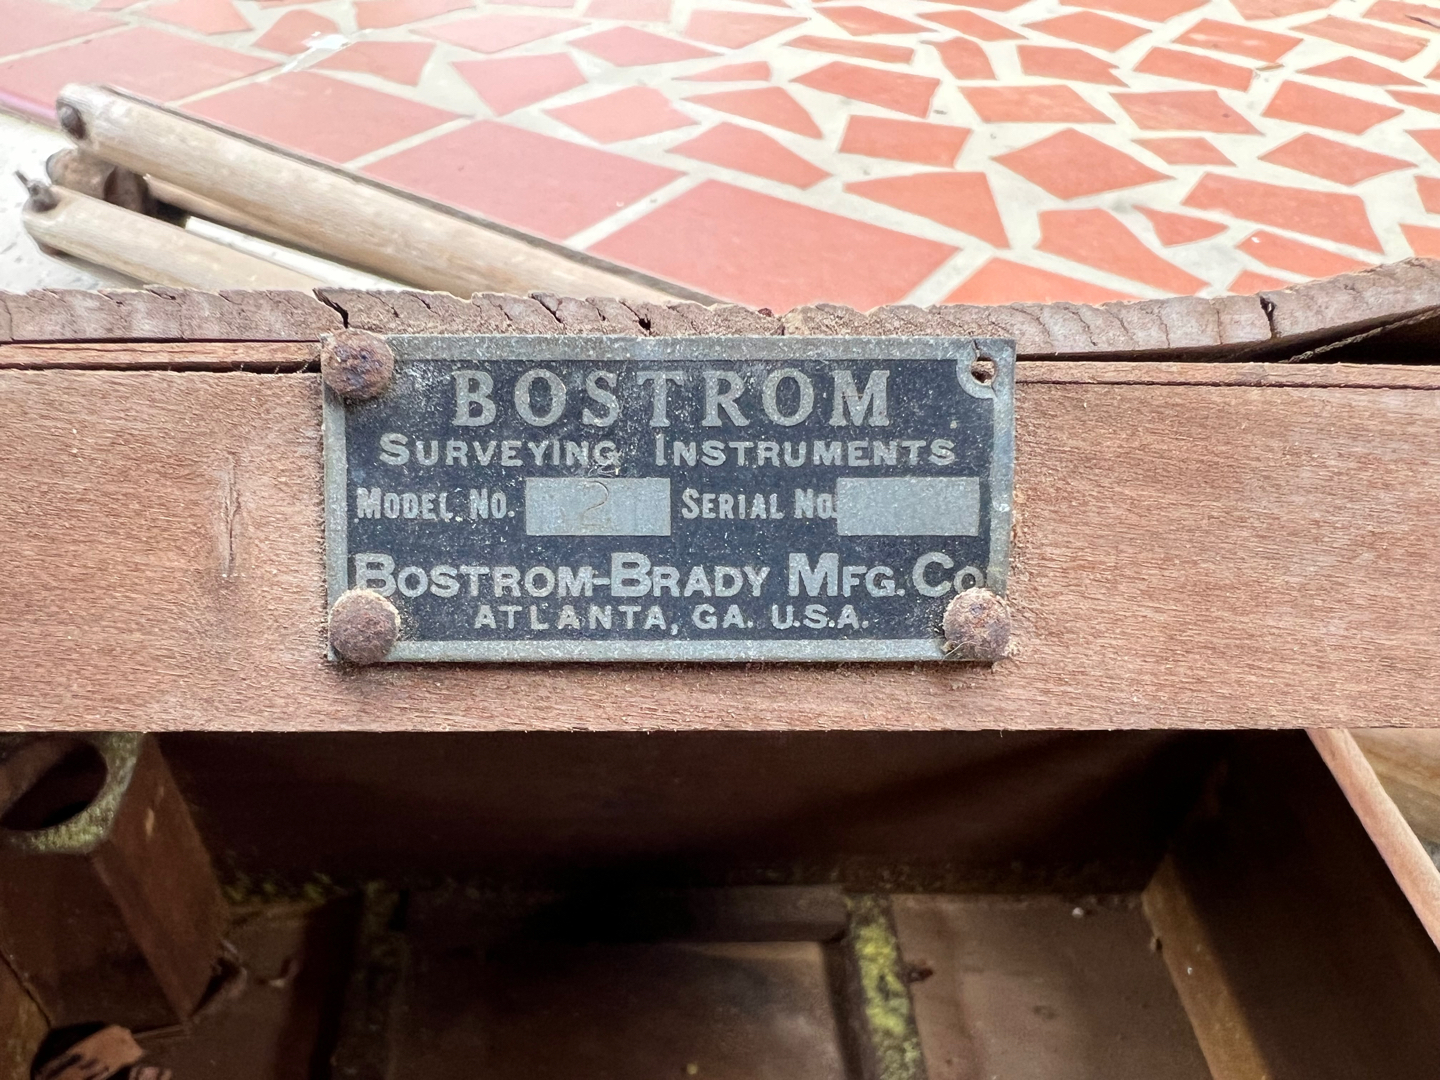 BOSTROM
SURVEYING INSTRUMENTS
MODEL NO. 2 SERIAL NO.
BOSTROM-BRADY MFG. CO.
ATLANTA, GA. U.S.A.